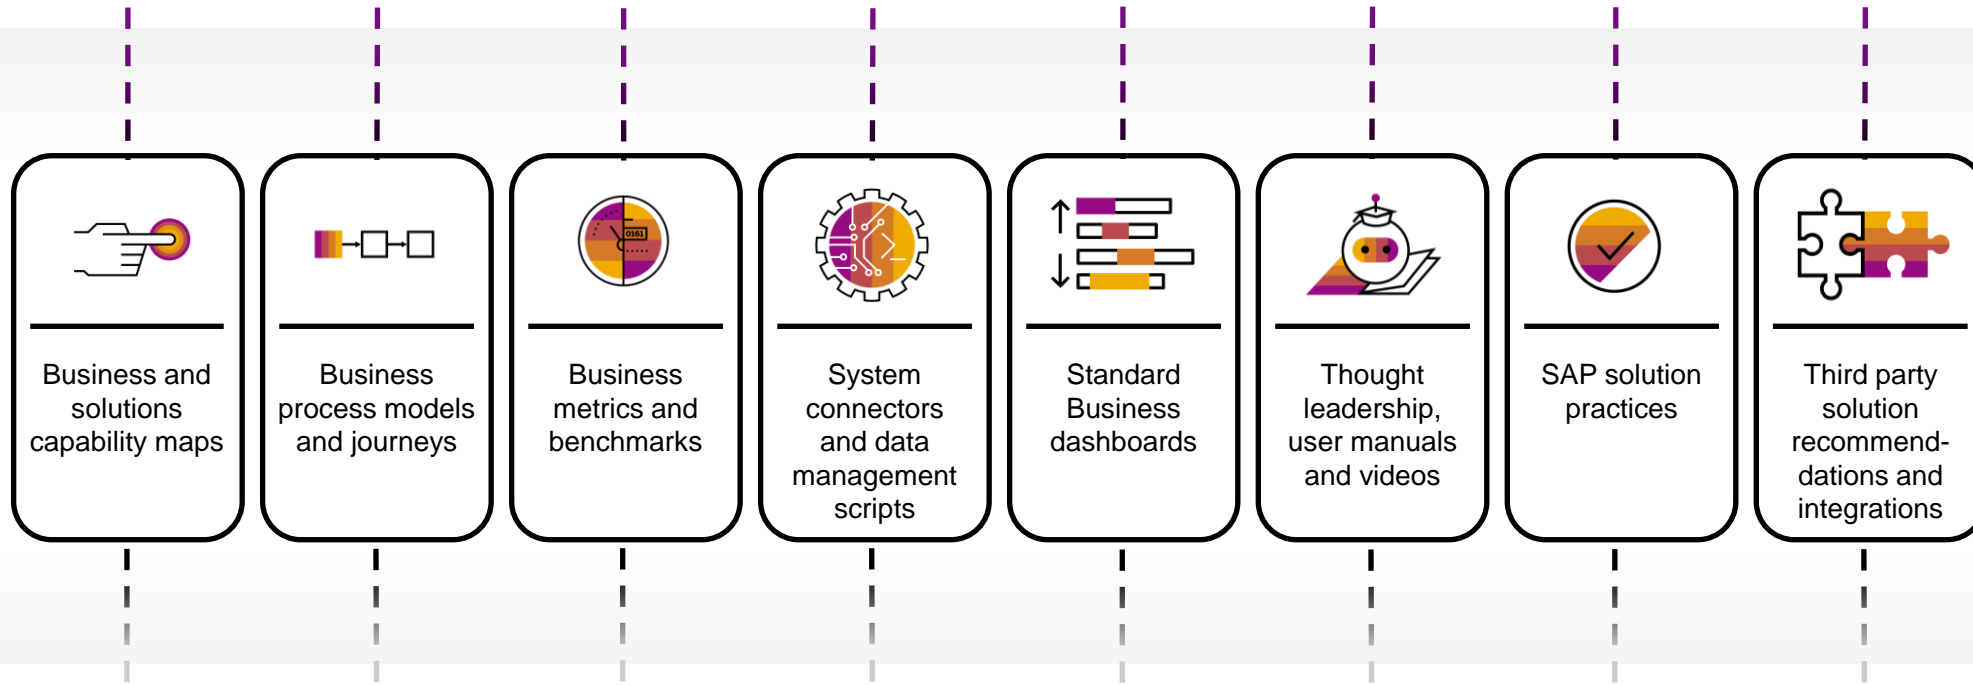 Business and
solutions
capability maps
Business
process models
and journeys
0161
Business
metrics and
benchmarks
System
connectors
and data
management
scripts
Standard
Business
dashboards
Thought
leadership,
user manuals
and videos
SAP solution
practices
Third party
solution
recommend-
dations and
integrations